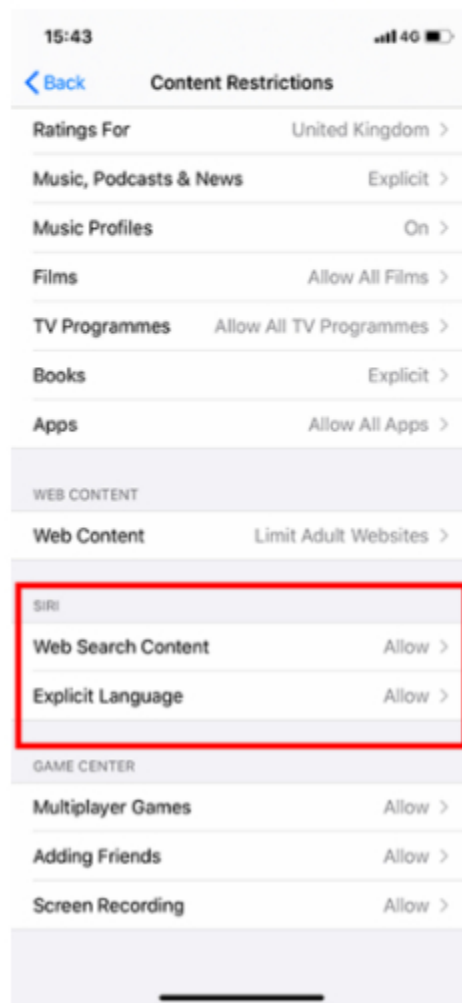 15:43 4G
Back Content Restrictions
Ratings For United Kingdom
Music, Podcasts & News Explicit
Music Profiles On
Films Allow All Films
TV Programmes Allow All TV Programmes
Books Explicit
Apps Allow All Apps
WEB CONTENT
Web Content Limit Adult Websites
SIRI
Web Search Content Allow
Explicit Language Allow
GAME CENTER
Multiplayer Games Allow
Adding Friends Allow
Screen Recording Allow